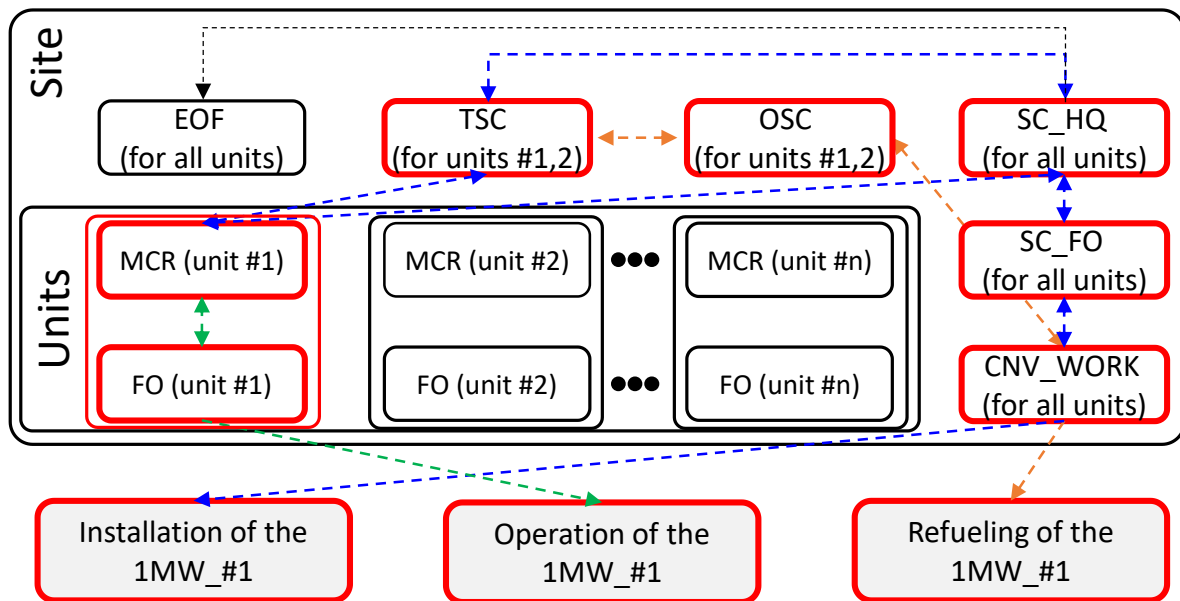 Site
EOF
(for all units)
TSC
(for units #1,2)
OSC
(for units #1,2)
SC_HQ
(for all units)
Units
MCR (unit #1)
MCR (unit #2)
MCR (unit #n)
SC_FO
(for all units)
FO (unit #1)
FO (unit #2)
FO (unit #n)
CNV_WORK
(for all units)
Installation of the
1MW_#1
Operation of the
1MW_#1
Refueling of the
1MW_#1